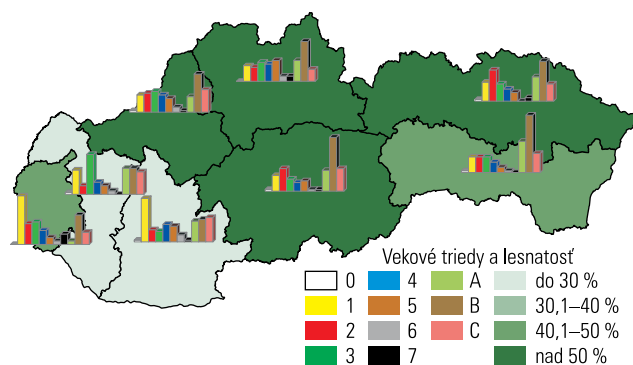 Vekové triedy a lesnatosť
0 4 A do 30 %
1 5 B 30,1–40 %
2 6 C 40,1–50 %
3 7 nad 50 %